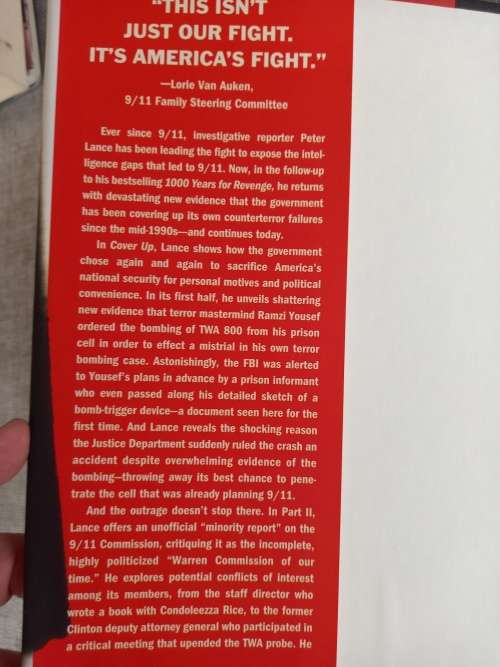 “THIS ISN’T
JUST OUR FIGHT.
IT’S AMERICA’S FIGHT.”
—Lorie Van Auken,
9/11 Family Steering Committee
Ever since 9/11, investigative reporter Peter
Lance has been leading the fight to expose the intel-
ligence gaps that led to 9/11. Now, in the follow-up
to his bestselling 1000 Years for Revenge, he returns
with devastating new evidence that the government
has been covering up its own counterterror failures
since the mid-1990s—and continues today.
In Cover Up, Lance shows how the government
chose again and again to sacrifice America’s
national security for personal motives and political
convenience. In its first half, he unveils shattering
new evidence that terror mastermind Ramzi Yousef
ordered the bombing of TWA 800 from his prison
cell in order to effect a mistrial in his own terror
bombing case. Astonishingly, the FBI was alerted
to Yousef’s plans in advance by a prison informant
who even passed along his detailed sketch of a
bomb-trigger device—a document seen here for the
first time. And Lance reveals the shocking reason
the Justice Department suddenly ruled the crash an
accident despite overwhelming evidence of the
bombing—throwing away its best chance to pene-
trate the cell that was already planning 9/11.
And the outrage doesn’t stop there. In Part II,
Lance offers an unofficial “minority report” on the
9/11 Commission, critiquing it as the incomplete,
highly politicized “Warren Commission of our
time.” He explores potential conflicts of interest
among its members, from the staff director who
wrote a book with Condoleezza Rice, to the former
Clinton deputy attorney general who participated in
a critical meeting that upended the TWA probe. He